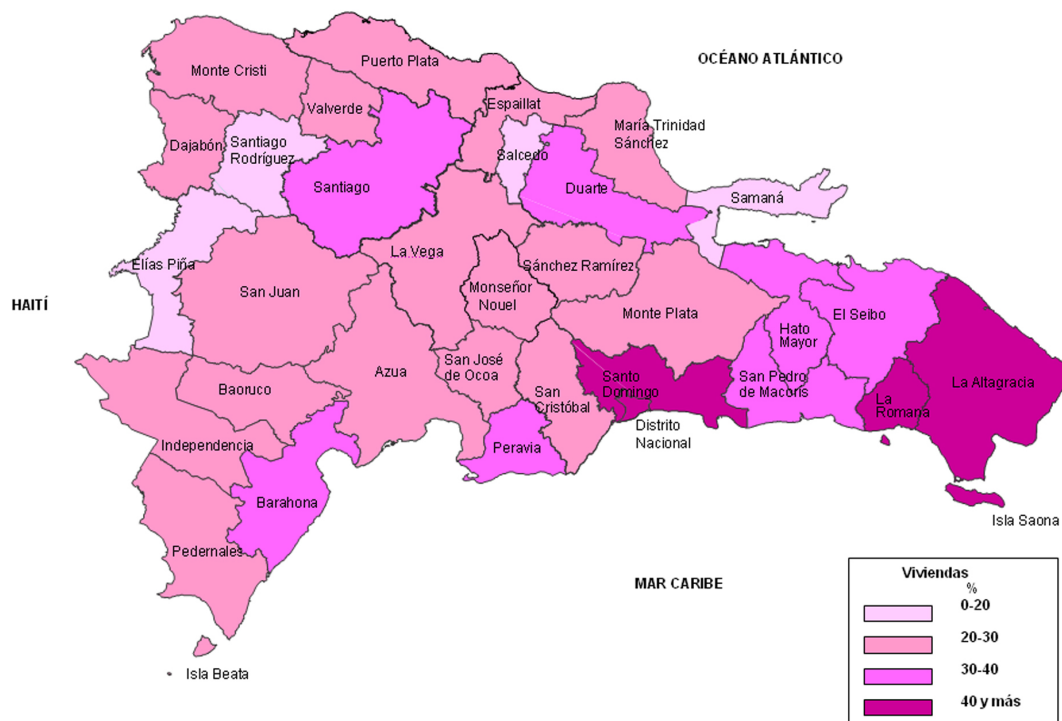 OCÉANO ATLÁNTICO
Puerto Plata
Monte Cristi
Espaillat
Valverde
María Trinidad
Sánchez
Dajabón
Santiago
Rodríguez
Salcedo
Santiago
Duarte
Samaná
La Vega
Elías Piña
Sánchez Ramírez
HAITÍ
San Juan
Monseñor
Nouel
Monte Plata
El Seibo
Hato
Mayor
San José
de Ocoa
Azua
Santo
Domingo
San Pedro
de Macorís
La Altagracia
Baoruco
San
Cristóbal
La
Romana
Distrito
Nacional
Independencia
Peravia
Barahona
Isla Saona
Pedernales
MAR CARIBE
Isla Beata
Viviendas
%
0-20
20-30
30-40
40 y más